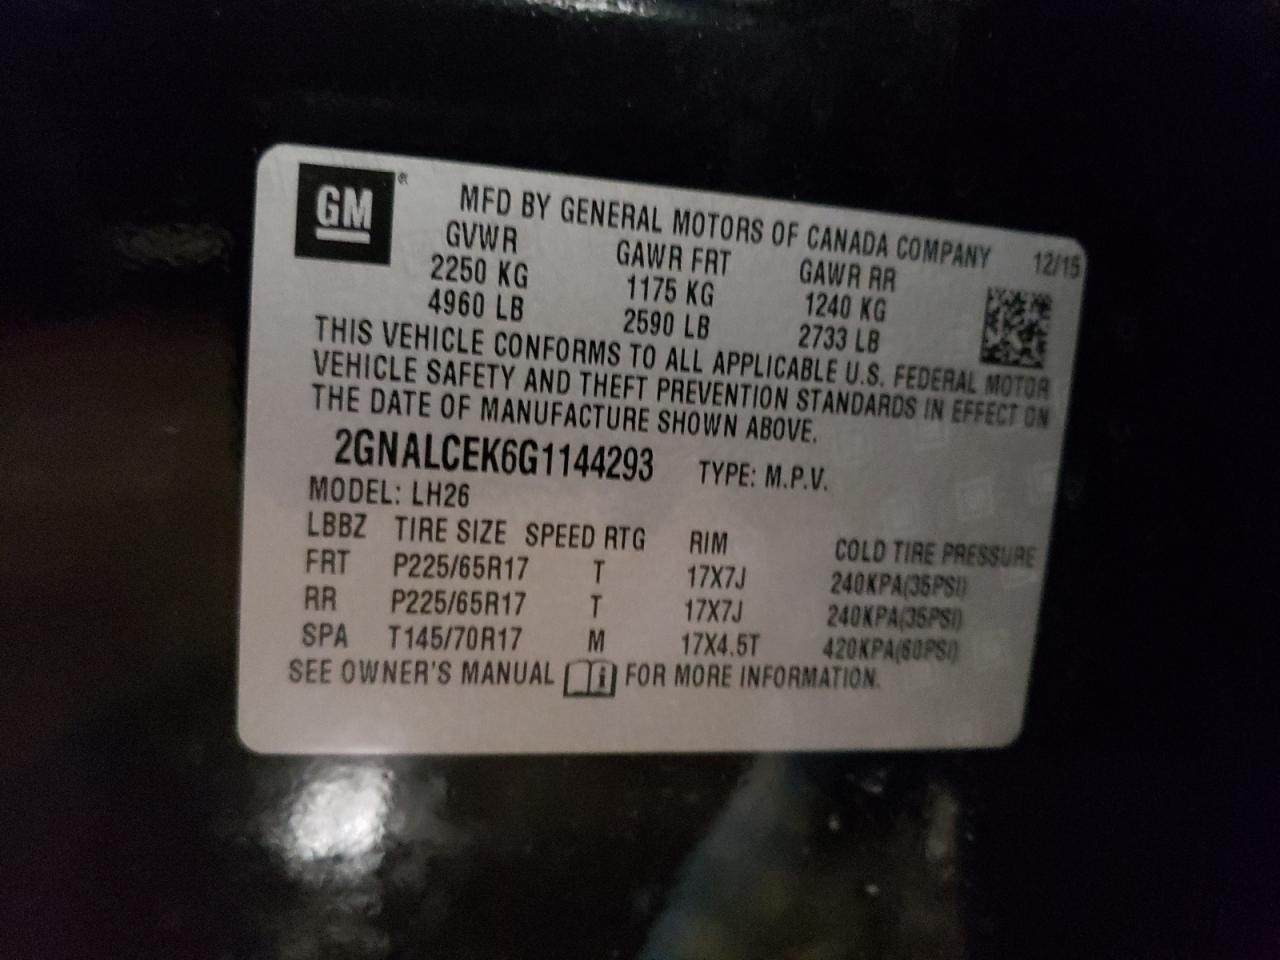 GM ®
MFD BY GENERAL MOTORS OF CANADA COMPANY
12/15
GVWR GAWR FRT GAWR RR
2250 KG 1175 KG 1240 KG
4960 LB 2590 LB 2733 LB
THIS VEHICLE CONFORMS TO ALL APPLICABLE U.S. FEDERAL MOTOR
VEHICLE SAFETY AND THEFT PREVENTION STANDARDS IN EFFECT ON
THE DATE OF MANUFACTURE SHOWN ABOVE.
2GNALCEK6G1144293 TYPE: M.P.V.
MODEL: LH26
LBBZ TIRE SIZE SPEED RTG RIM COLD TIRE PRESSURE
FRT P225/65R17 T 17X7J 240KPA(35PSI)
RR P225/65R17 T 17X7J 240KPA(35PSI)
SPA T145/70R17 M 17X4.5T 420KPA(60PSI)
SEE OWNER'S MANUAL i FOR MORE INFORMATION.